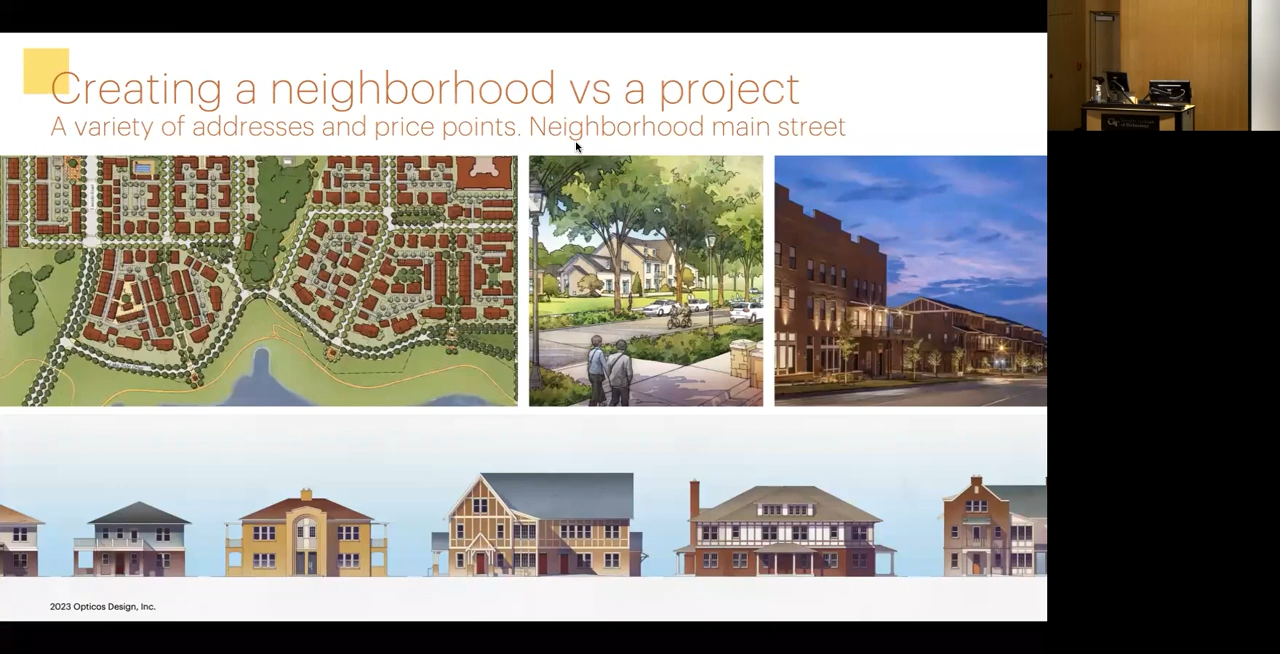 Creating a neighborhood vs a project
A variety of addresses and price points. Neighborhood main street
2023 Opticos Design, Inc.